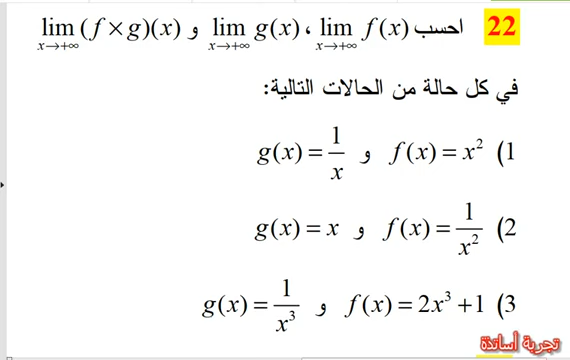 22 احسب lim_{x→+∞} f(x) ، lim_{x→+∞} g(x) و lim_{x→+∞} (f × g)(x)
في كل حالة من الحالات التالية:
1) f(x) = x² و g(x) = 1/x
2) f(x) = 1/x² و g(x) = x
3) f(x) = 2x³ + 1 و g(x) = 1/x³
تجربة أساتذة